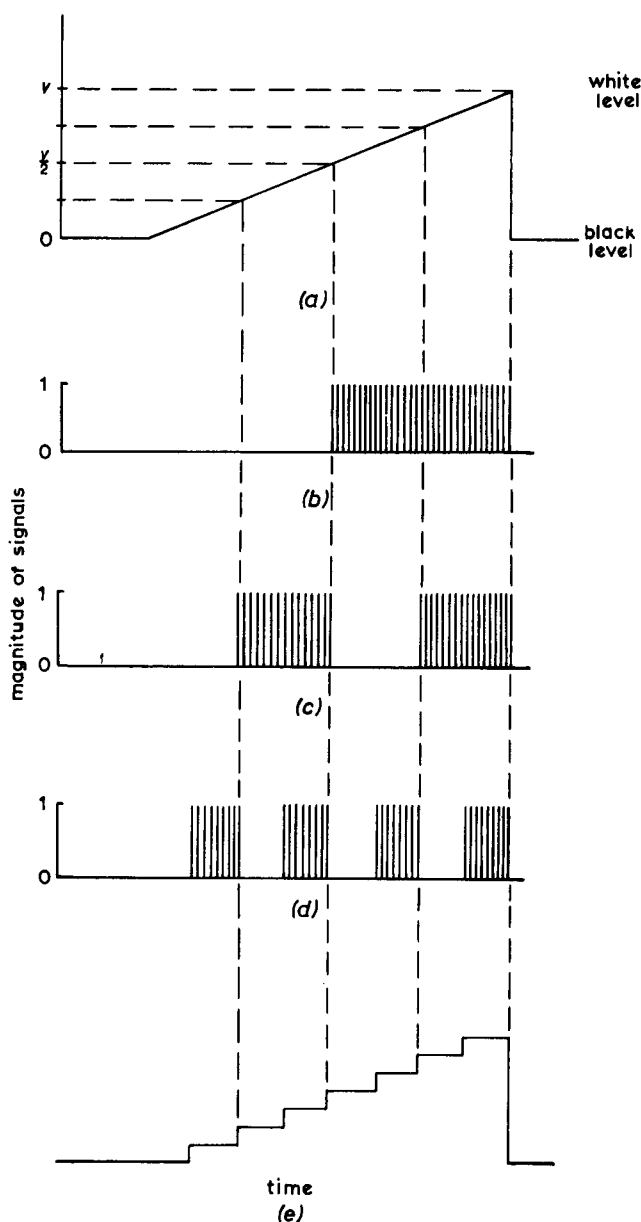 V
white
level
V
2
0
black
level
(a)
1
0
(b)
magnitude of signals
1
0
(c)
1
0
(d)
time
(e)